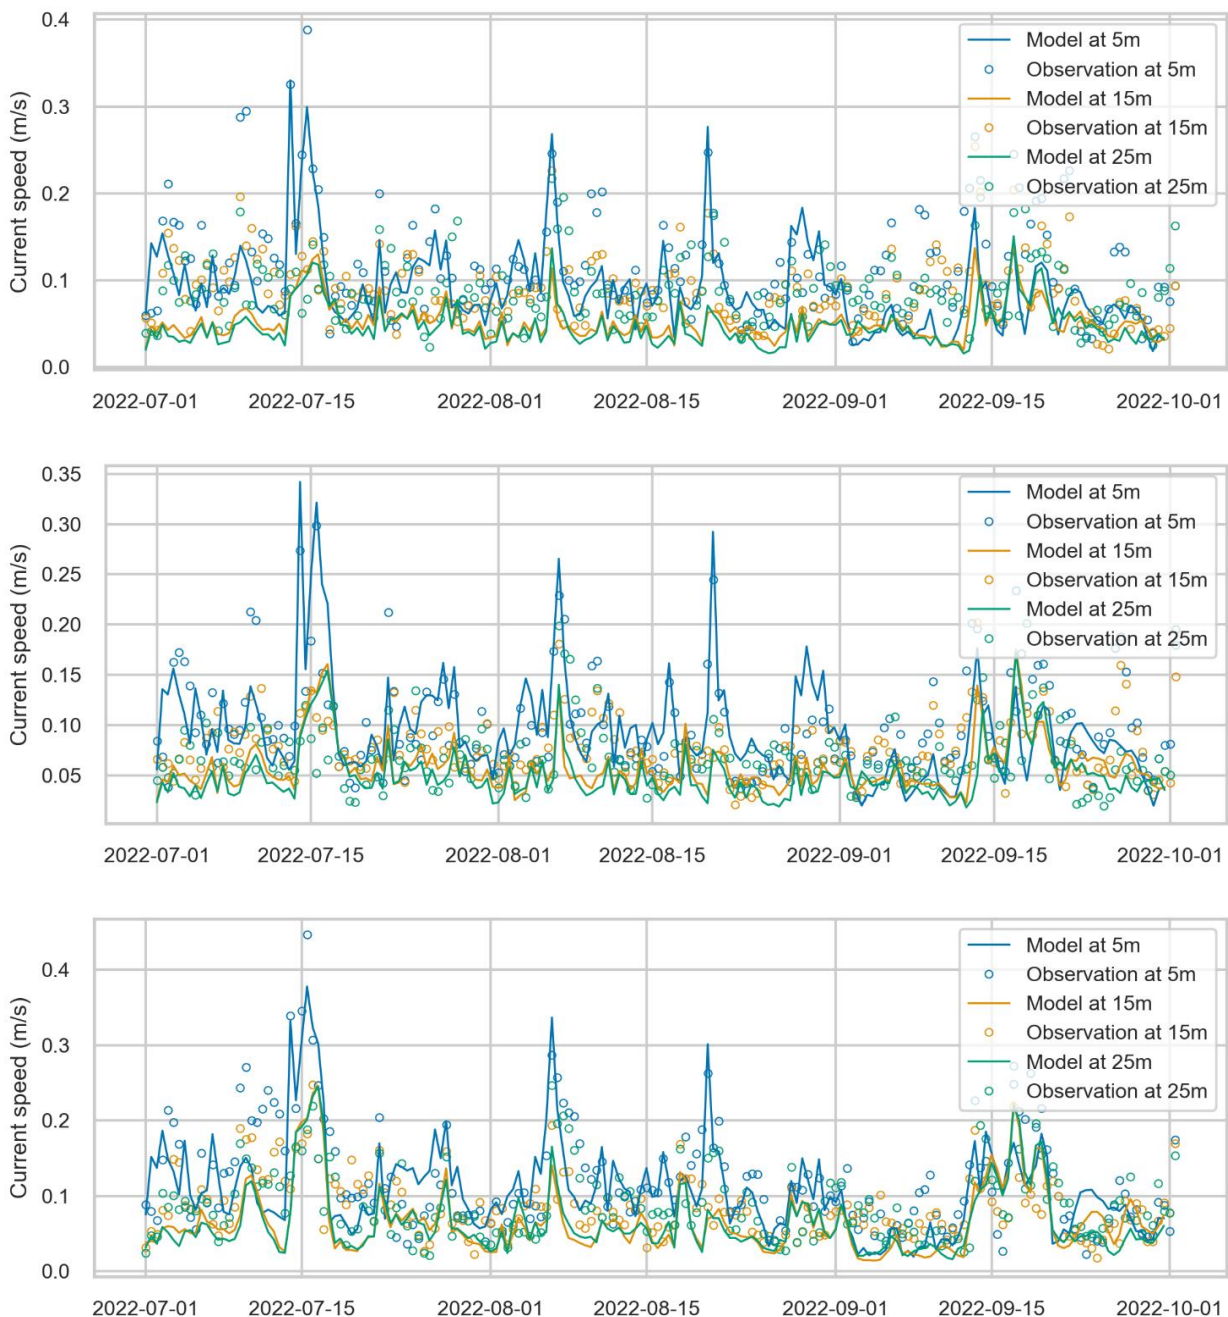 0.4
0.3
0.2
0.1
0.0
Current speed (m/s)
Model at 5m
Observation at 5m
Model at 15m
Observation at 15m
Model at 25m
Observation at 25m
2022-07-01 2022-07-15 2022-08-01 2022-08-15 2022-09-01 2022-09-15 2022-10-01
0.35
0.30
0.25
0.20
0.15
0.10
0.05
Current speed (m/s)
Model at 5m
Observation at 5m
Model at 15m
Observation at 15m
Model at 25m
Observation at 25m
2022-07-01 2022-07-15 2022-08-01 2022-08-15 2022-09-01 2022-09-15 2022-10-01
0.4
0.3
0.2
0.1
0.0
Current speed (m/s)
Model at 5m
Observation at 5m
Model at 15m
Observation at 15m
Model at 25m
Observation at 25m
2022-07-01 2022-07-15 2022-08-01 2022-08-15 2022-09-01 2022-09-15 2022-10-01